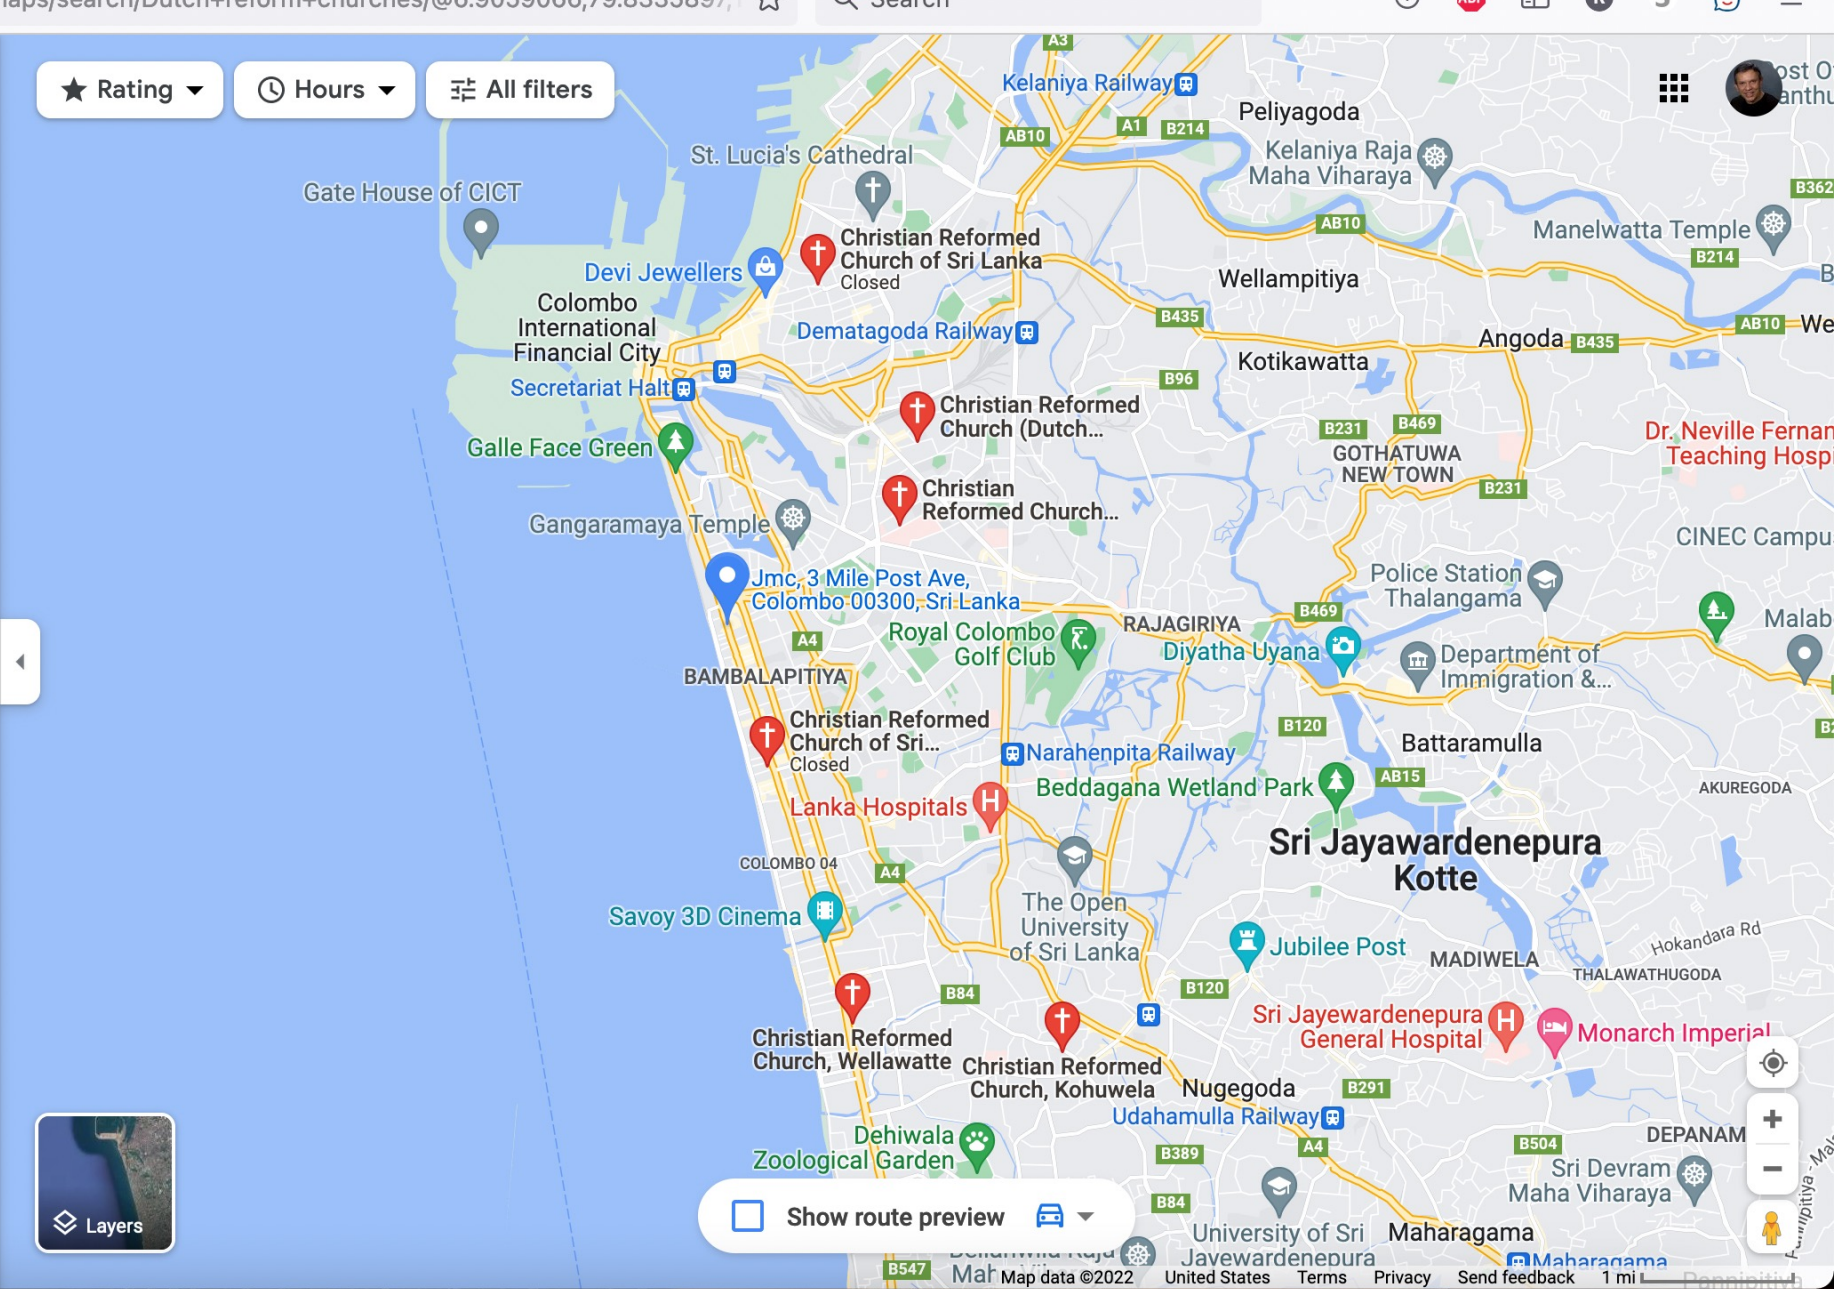 Search
Rating
Hours
All filters
A3
Kelaniya Railway
AB10
A1
B214
Peliyagoda
St. Lucia's Cathedral
Kelaniya Raja
Maha Viharaya
B362
Gate House of CICT
AB10
Manelwatta Temple
B214
Christian Reformed
Church of Sri Lanka
Closed
Devi Jewellers
Wellampitiya
Colombo
International
Financial City
Dematagoda Railway
B435
AB10
We
Angoda
B435
Kotikawatta
Secretariat Halt
B96
Christian Reformed
Church (Dutch...
Galle Face Green
B231
B469
GOTHATUWA
NEW TOWN
Dr. Neville Fernan
Teaching Hospi
B231
Christian
Reformed Church...
Gangaramaya Temple
CINEC Campu
Jmc, 3 Mile Post Ave,
Colombo 00300, Sri Lanka
Police Station
Thalangama
B469
Malab
A4
Royal Colombo
Golf Club
RAJAGIRIYA
Diyatha Uyana
Department of
Immigration &...
BAMBALAPITIYA
Christian Reformed
Church of Sri...
Closed
B120
Narahenpita Railway
Battaramulla
Beddagana Wetland Park
AB15
AKUREGODA
Lanka Hospitals
Sri Jayawardenepura
Kotte
COLOMBO 04
A4
The Open
University
of Sri Lanka
Savoy 3D Cinema
Jubilee Post
Hokandara Rd
MADIWELA
THALAWATHUGODA
B84
B120
Christian Reformed
Church, Wellawatte
Christian Reformed
Church, Kohuwela
Sri Jayewardenepura
General Hospital
Monarch Imperial
Nugegoda
B291
Udahamulla Railway
A4
B504
DEPANAM
Dehiwala
Zoological Garden
B389
Sri Devram
Maha Viharaya
B84
Layers
Show route preview
University of Sri
Jayewardenepura
Maharagama
Maharagama
B547
Map data ©2022
United States
Terms
Privacy
Send feedback
1 mi
Pannipitiya